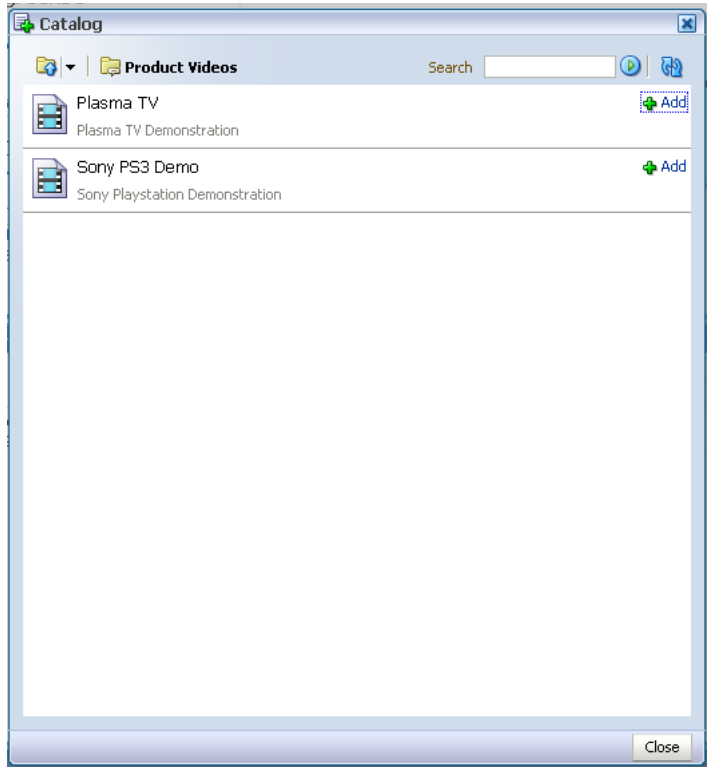 Catalog
Product Videos Search
Plasma TV Add
Plasma TV Demonstration
Sony PS3 Demo Add
Sony Playstation Demonstration
Close